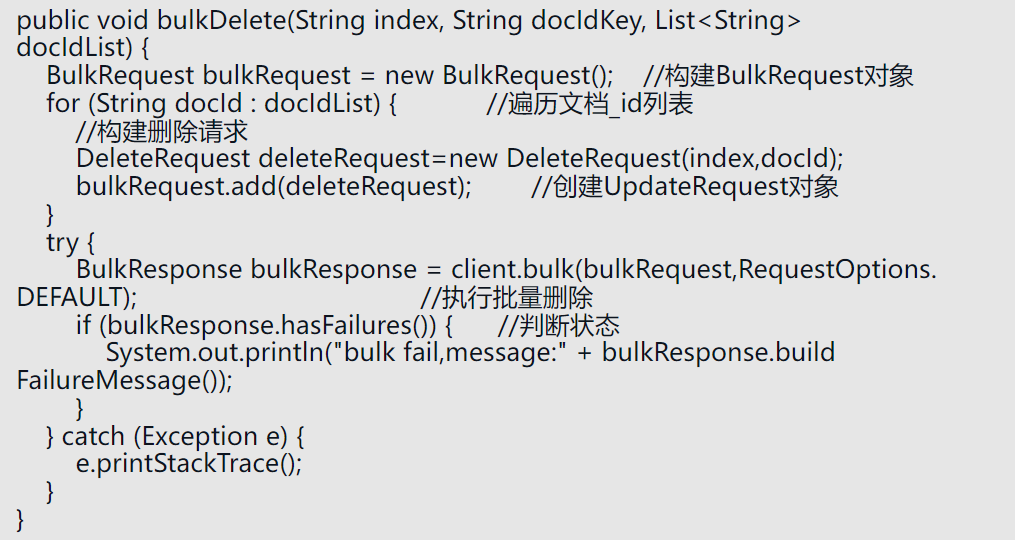 public void bulkDelete(String index, String docIdKey, List<String>
docIdList) {
BulkRequest bulkRequest = new BulkRequest(); //构建BulkRequest对象
for (String docId : docIdList) { //遍历文档_id列表
//构建删除请求
DeleteRequest deleteRequest=new DeleteRequest(index,docId);
bulkRequest.add(deleteRequest); //创建UpdateRequest对象
}
try {
BulkResponse bulkResponse = client.bulk(bulkRequest,RequestOptions.
DEFAULT); //执行批量删除
if (bulkResponse.hasFailures()) { //判断状态
System.out.println("bulk fail,message:" + bulkResponse.build
FailureMessage());
}
} catch (Exception e) {
e.printStackTrace();
}
}